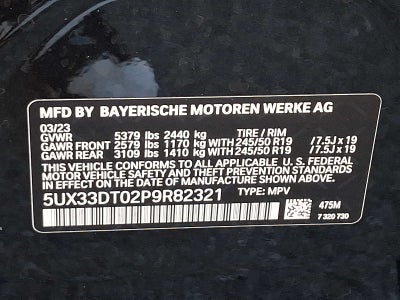 MFD BY BAYERISCHE MOTOREN WERKE AG
03/23
GVWR 5379 lbs 2440 kg TIRE / RIM
GAWR FRONT 2579 lbs 1170 kg WITH 245/50 R19 / 7.5J x 19
GAWR REAR 3109 lbs 1410 kg WITH 245/50 R19 / 7.5J x 19
THIS VEHICLE CONFORMS TO ALL APPLICABLE U. S. FEDERAL
MOTOR VEHICLE SAFETY AND THEFT PREVENTION STANDARDS
IN EFFECT ON THE DATE OF MANUFACTURE SHOWN ABOVE.
5UX33DT02P9R82321 TYPE: MPV
475M
7 320 730